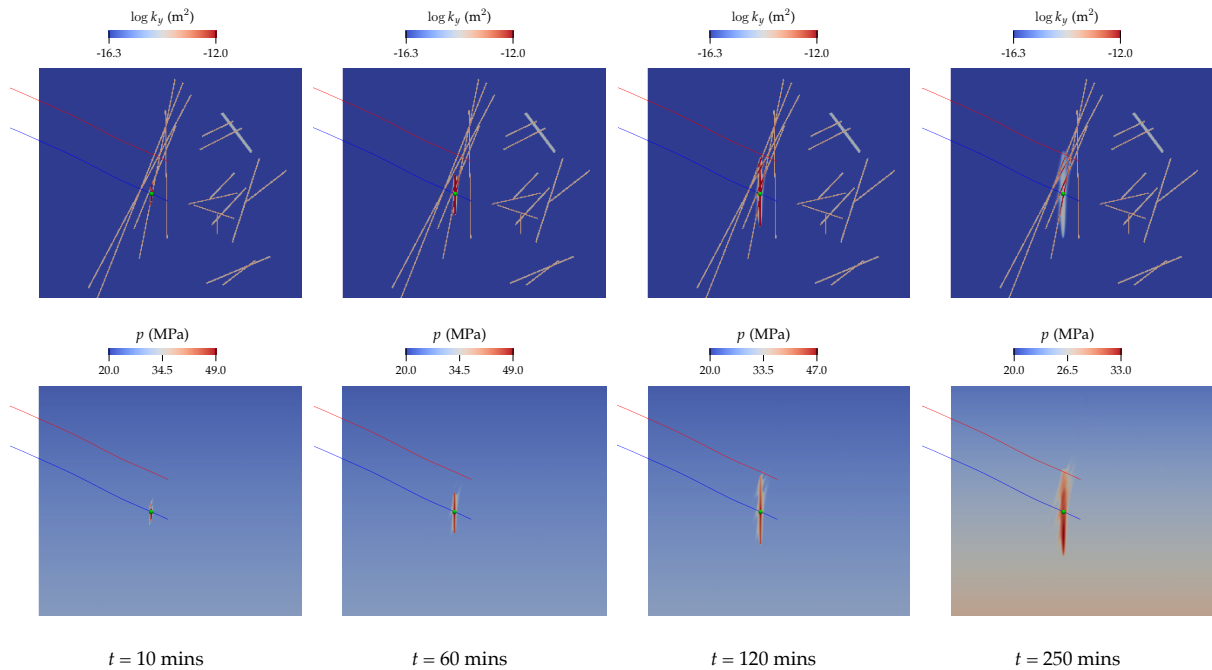 log k_y (m²) log k_y (m²) log k_y (m²) log k_y (m²)
-16.3 -12.0 -16.3 -12.0 -16.3 -12.0 -16.3 -12.0
p (MPa) p (MPa) p (MPa) p (MPa)
20.0 34.5 49.0 20.0 34.5 49.0 20.0 33.5 47.0 20.0 26.5 33.0
t = 10 mins t = 60 mins t = 120 mins t = 250 mins